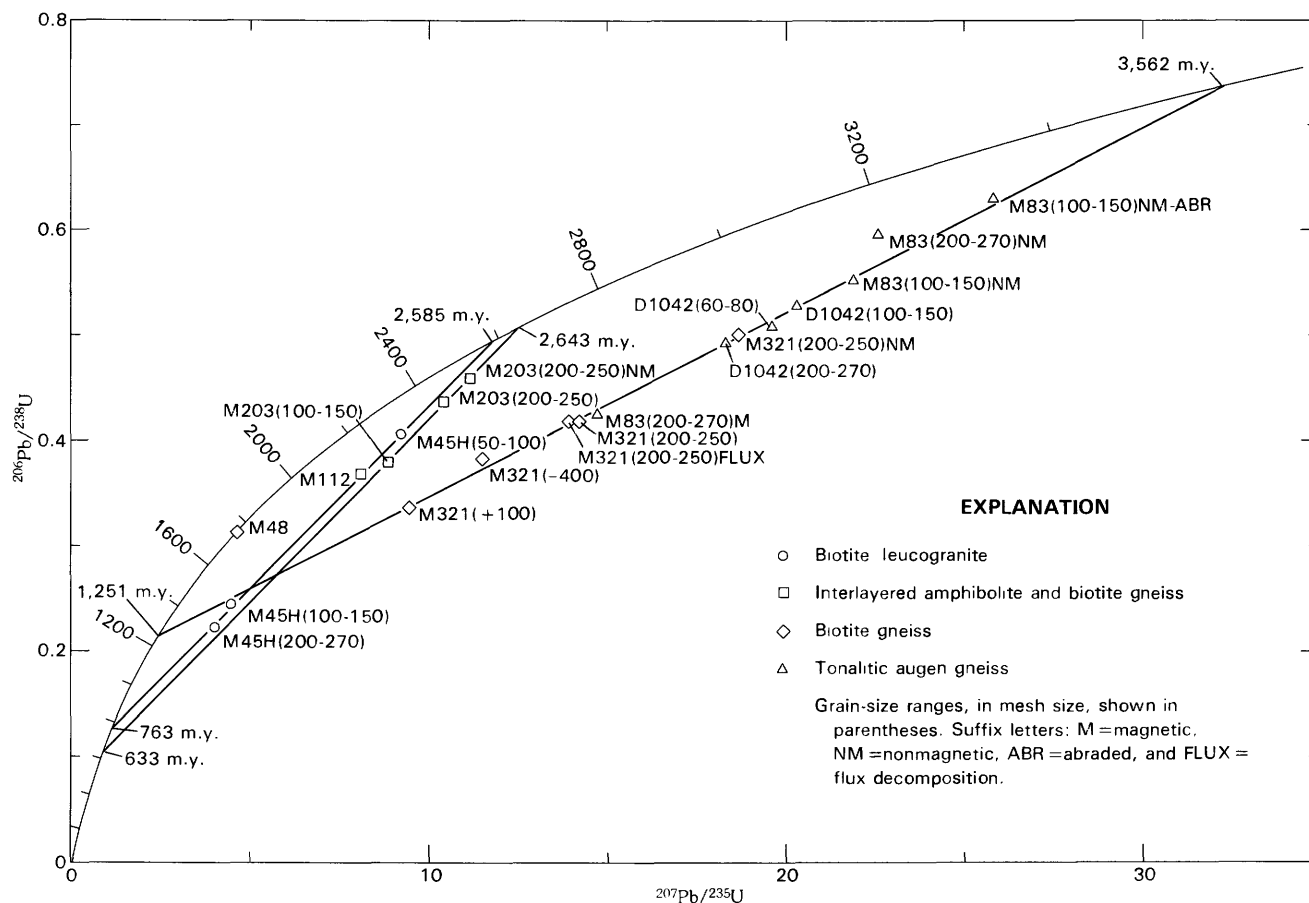 0.8
0.6
0.4
0.2
0
²⁰⁶Pb/²³⁸U
0
10
20
30
²⁰⁷Pb/²³⁵U
3,562 m.y.
3200
2800
2400
2000
1600
1200
M83(100-150)NM-ABR
M83(200-270)NM
M83(100-150)NM
D1042(60-80)
D1042(100-150)
M321(200-250)NM
D1042(200-270)
M83(200-270)M
M321(200-250)
M321(200-250)FLUX
M321(-400)
M321(+100)
2,585 m.y.
2,643 m.y.
M203(200-250)NM
M203(200-250)
M203(100-150)
M45H(50-100)
M112
M48
1,251 m.y.
M45H(100-150)
M45H(200-270)
763 m.y.
633 m.y.
EXPLANATION
Biotite leucogranite
Interlayered amphibolite and biotite gneiss
Biotite gneiss
Tonalitic augen gneiss
Grain-size ranges, in mesh size, shown in
parentheses. Suffix letters: M = magnetic,
NM = nonmagnetic, ABR = abraded, and FLUX =
flux decomposition.